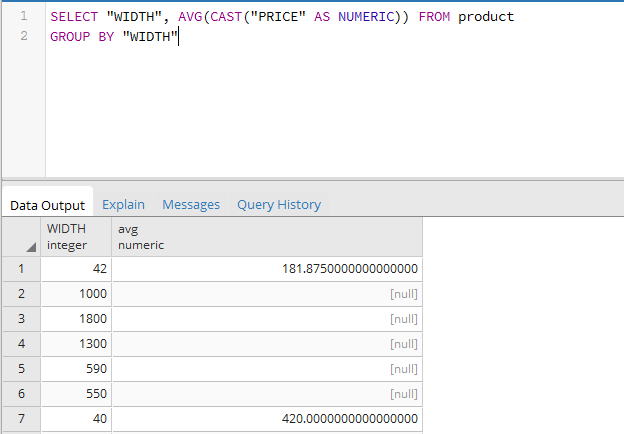 1 SELECT "WIDTH", AVG(CAST("PRICE" AS NUMERIC)) FROM product
2 GROUP BY "WIDTH"
Data Output Explain Messages Query History
WIDTH avg
integer numeric
1 42 181.8750000000000000
2 1000 [null]
3 1800 [null]
4 1300 [null]
5 590 [null]
6 550 [null]
7 40 420.0000000000000000